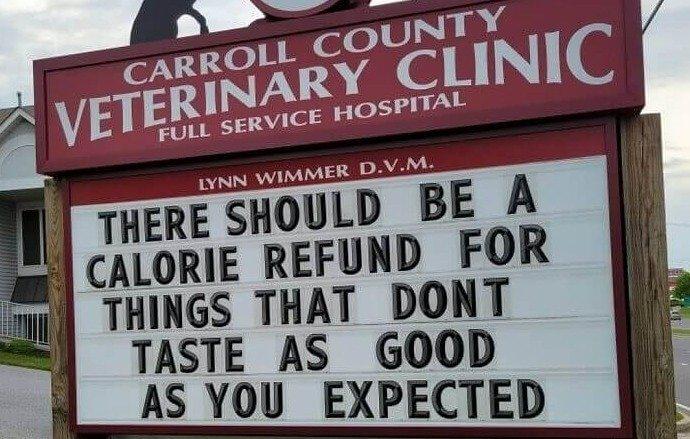 CARROLL COUNTY
VETERINARY CLINIC
FULL SERVICE HOSPITAL
LYNN WIMMER D.V.M.
THERE SHOULD BE A
CALORIE REFUND FOR
THINGS THAT DONT
TASTE AS GOOD
AS YOU EXPECTED